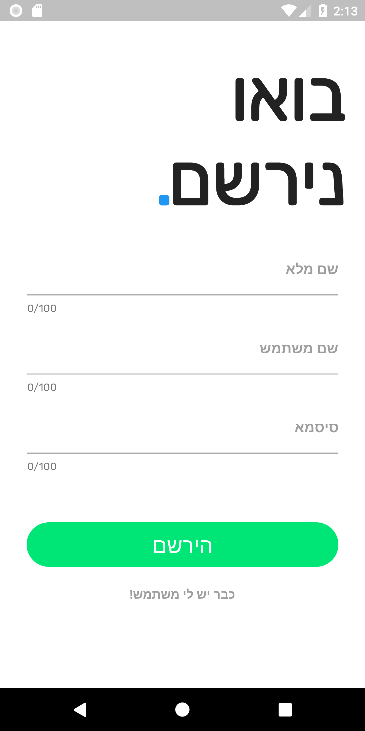 2:13
בואו
נירשם.
שם מלא
0/100
שם משתמש
0/100
סיסמא
0/100
הירשם
כבר יש לי משתמש!